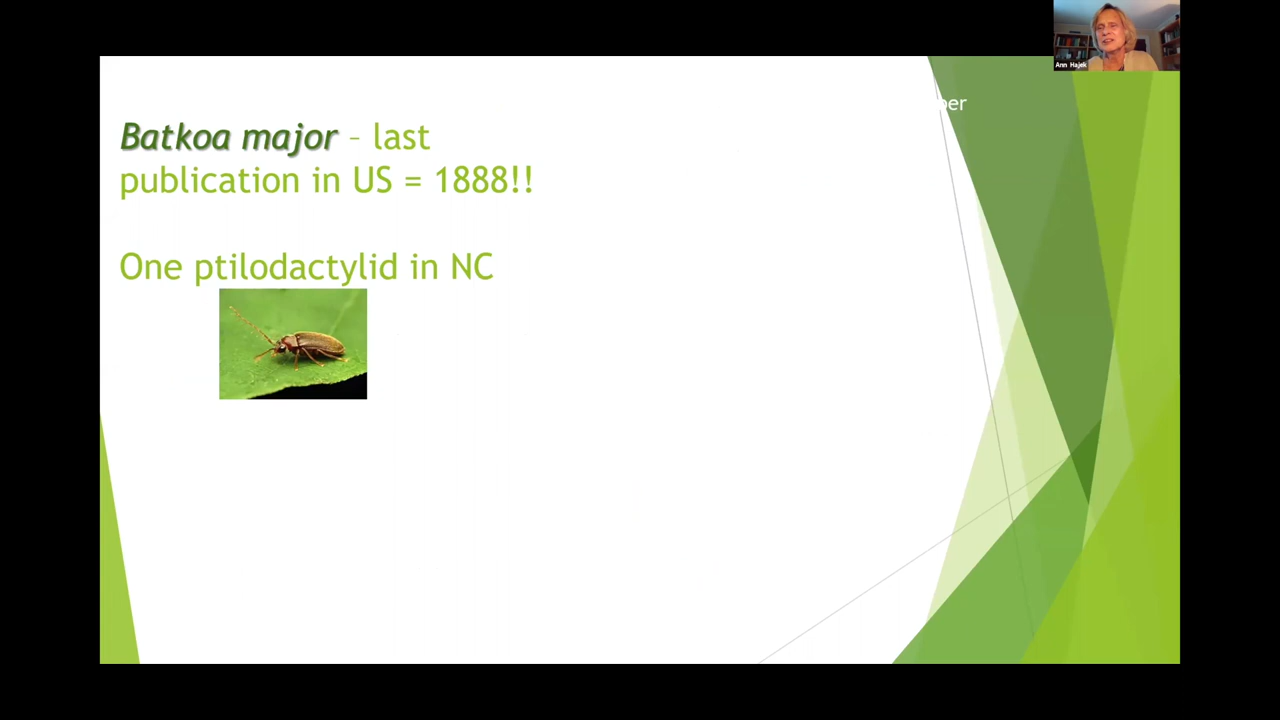 Ann Hajek
Batkoa major – last
publication in US = 1888!!
One ptilodactylid in NC